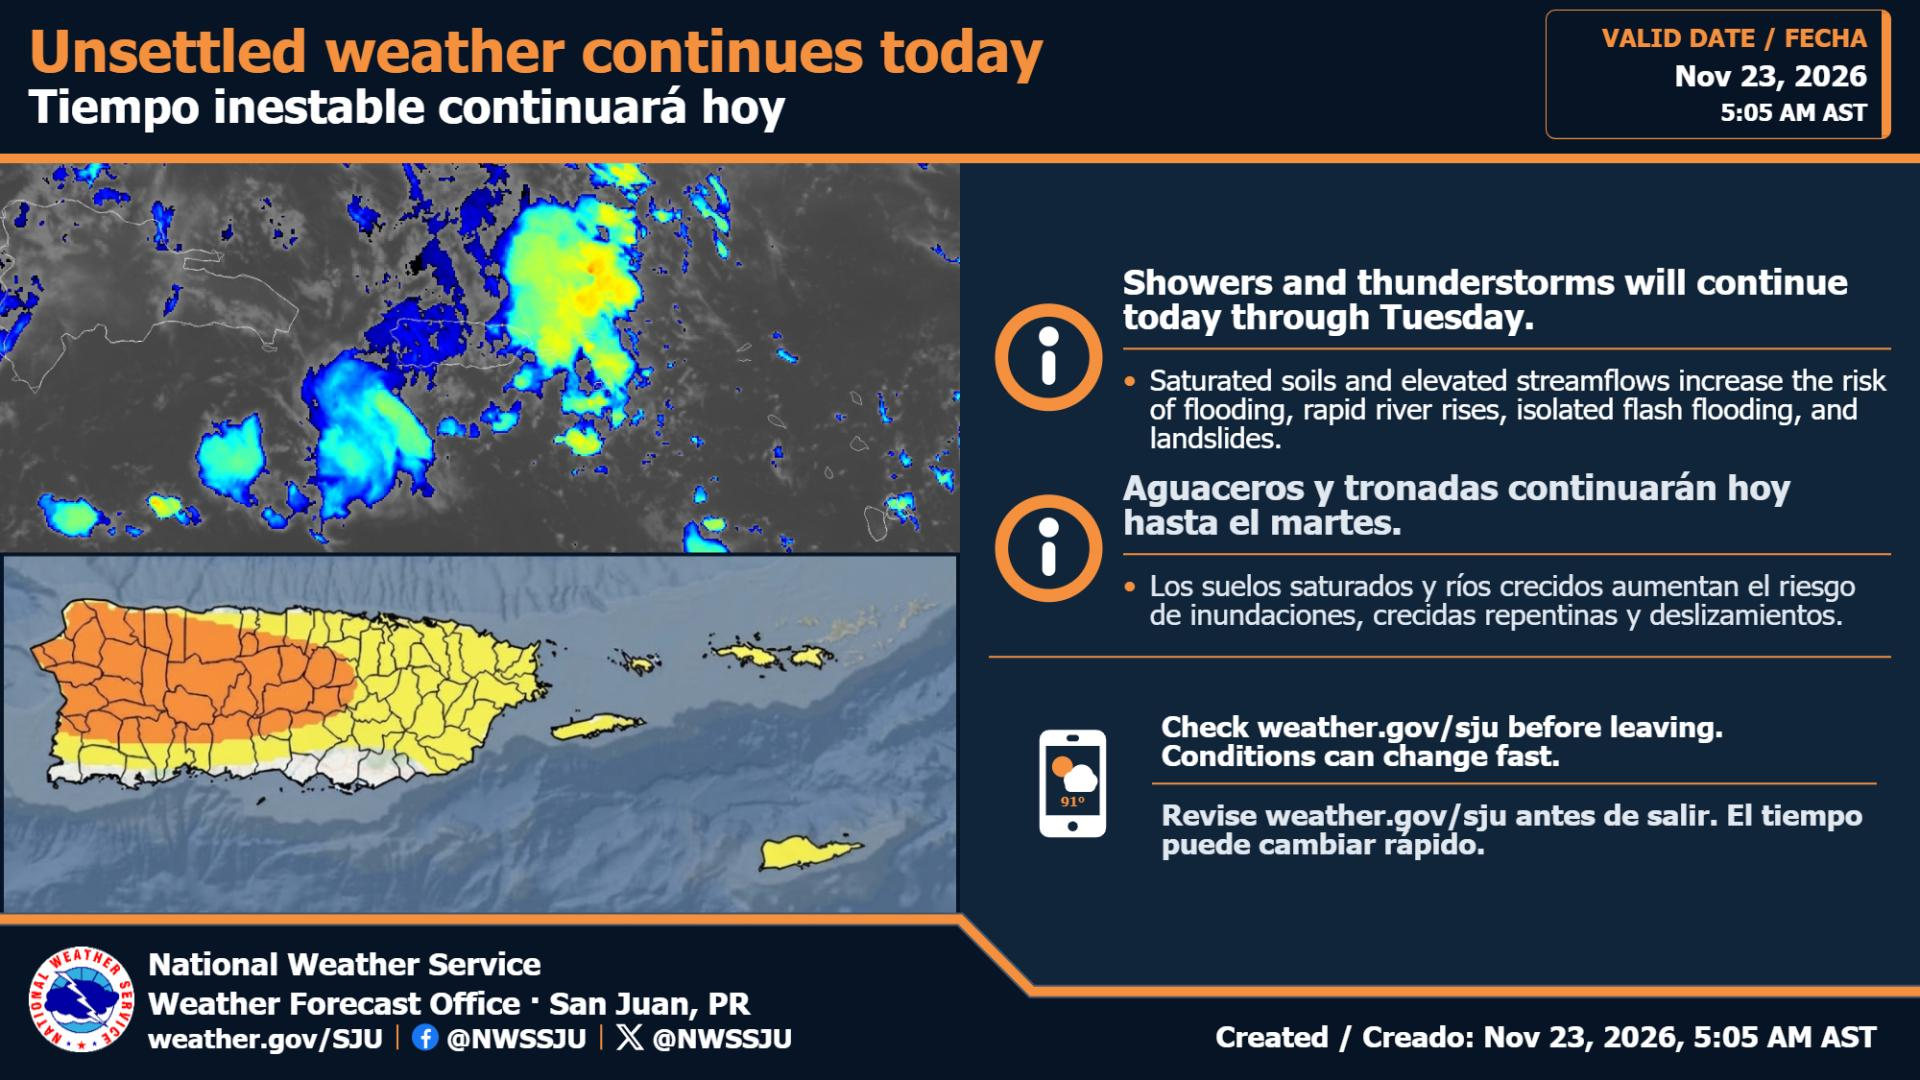 Unsettled weather continues today
Tiempo inestable continuará hoy
VALID DATE / FECHA
Nov 23, 2026
5:05 AM AST
Showers and thunderstorms will continue
today through Tuesday.
• Saturated soils and elevated streamflows increase the risk
of flooding, rapid river rises, isolated flash flooding, and
landslides.
Aguaceros y tronadas continuarán hoy
hasta el martes.
• Los suelos saturados y ríos crecidos aumentan el riesgo
de inundaciones, crecidas repentinas y deslizamientos.
91º
Check weather.gov/sju before leaving.
Conditions can change fast.
Revise weather.gov/sju antes de salir. El tiempo
puede cambiar rápido.
NATIONAL WEATHER SERVICE
National Weather Service
Weather Forecast Office · San Juan, PR
weather.gov/SJU | @NWSSJU | @NWSSJU
Created / Creado: Nov 23, 2026, 5:05 AM AST